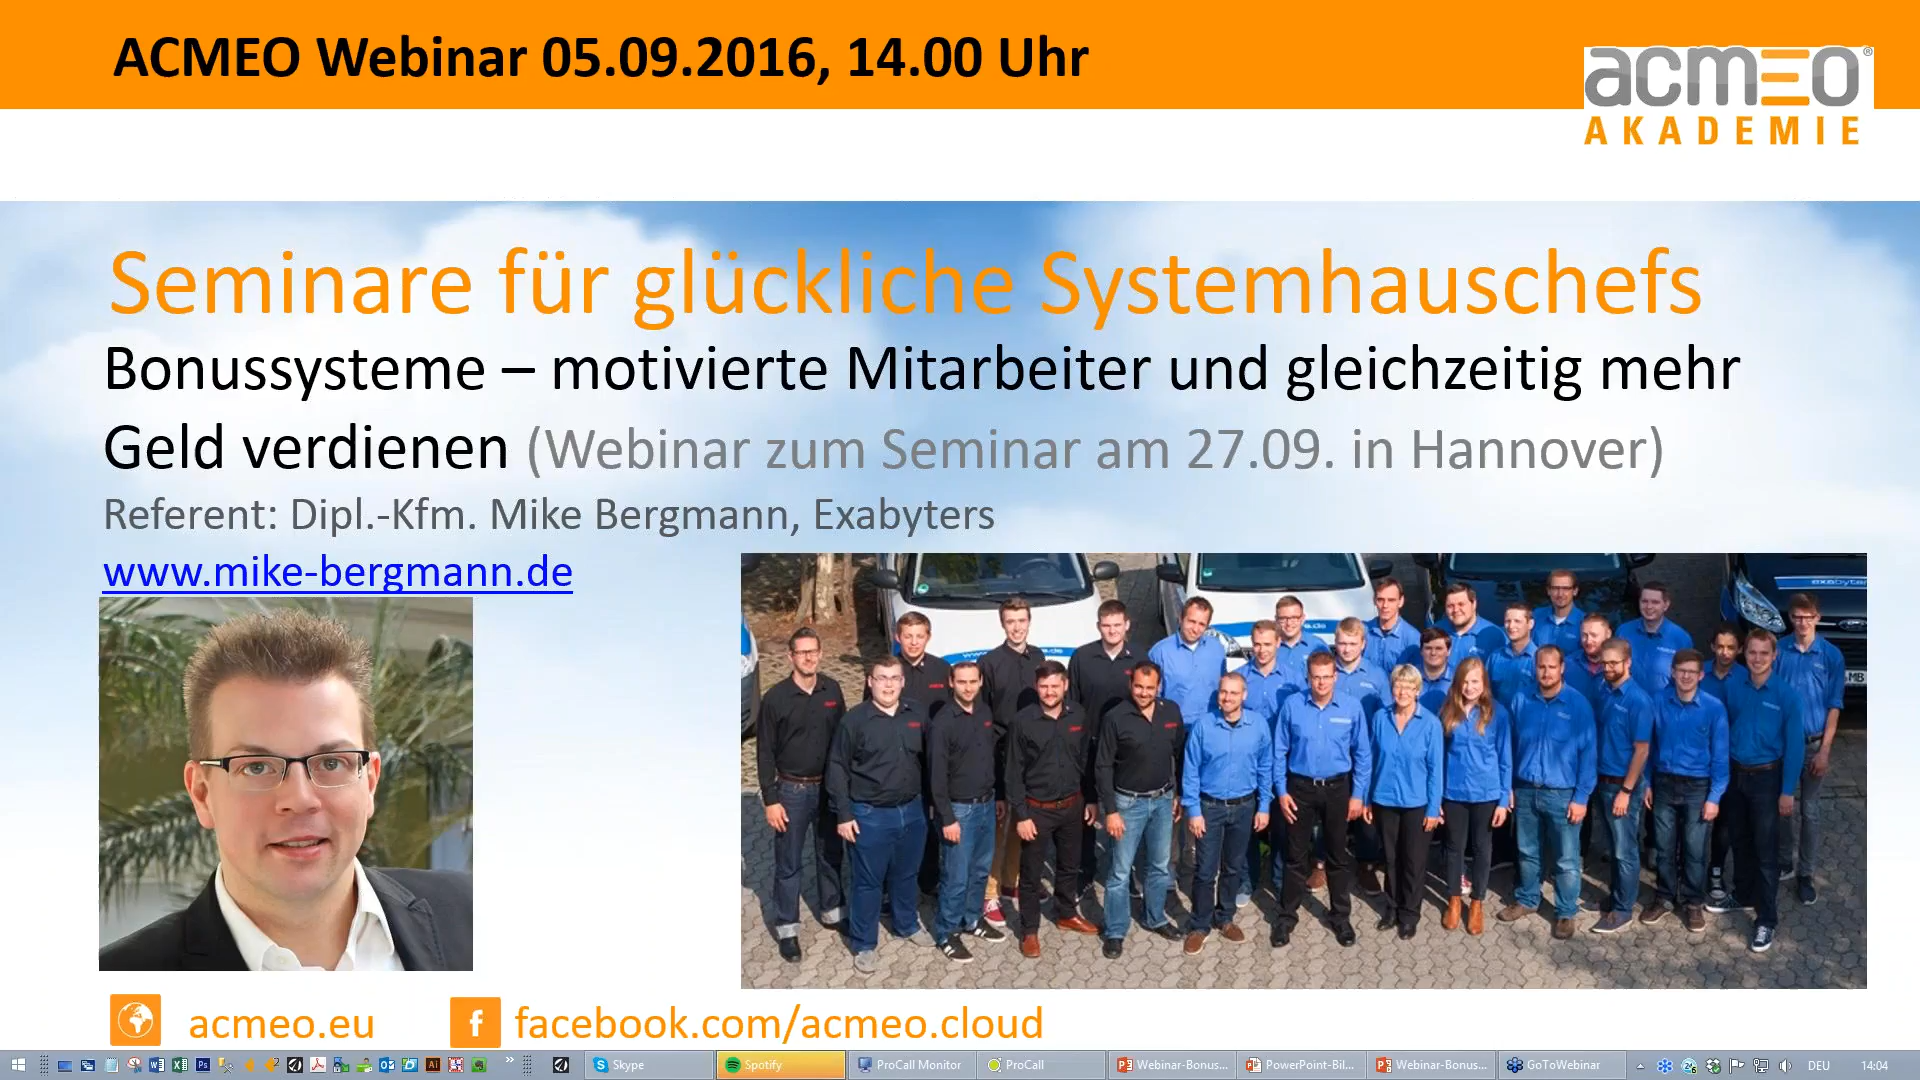 ACMEO Webinar 05.09.2016, 14.00 Uhr
acmEO®
AKADEMIE
Seminare für glückliche Systemhauschefs
Bonussysteme – motivierte Mitarbeiter und gleichzeitig mehr
Geld verdienen (Webinar zum Seminar am 27.09. in Hannover)
Referent: Dipl.-Kfm. Mike Bergmann, Exabyters
www.mike-bergmann.de
acmeo.eu
facebook.com/acmeo.cloud
Skype
Spotify
ProCall Monitor
ProCall
Webinar-Bonus...
PowerPoint-Bil...
Webinar-Bonus...
GoToWebinar
DEU
14:04